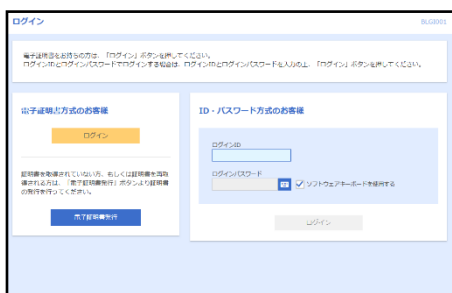 ログイン
BLGI001
電子証明書をお持ちの方は、「ログイン」ボタンを押してください。
ログインIDとログインパスワードでログインする場合は、ログインIDとログインパスワードを入力の上、「ログイン」ボタンを押してください。
電子証明書方式のお客様
ログイン
証明書を取得されていない方、もしくは証明書を再取
得される方は、「電子証明書発行」ボタンより証明書
の発行を行ってください。
電子証明書発行
ID・パスワード方式のお客様
ログインID
ログインパスワード
ソフトウェアキーボードを使用する
ログイン